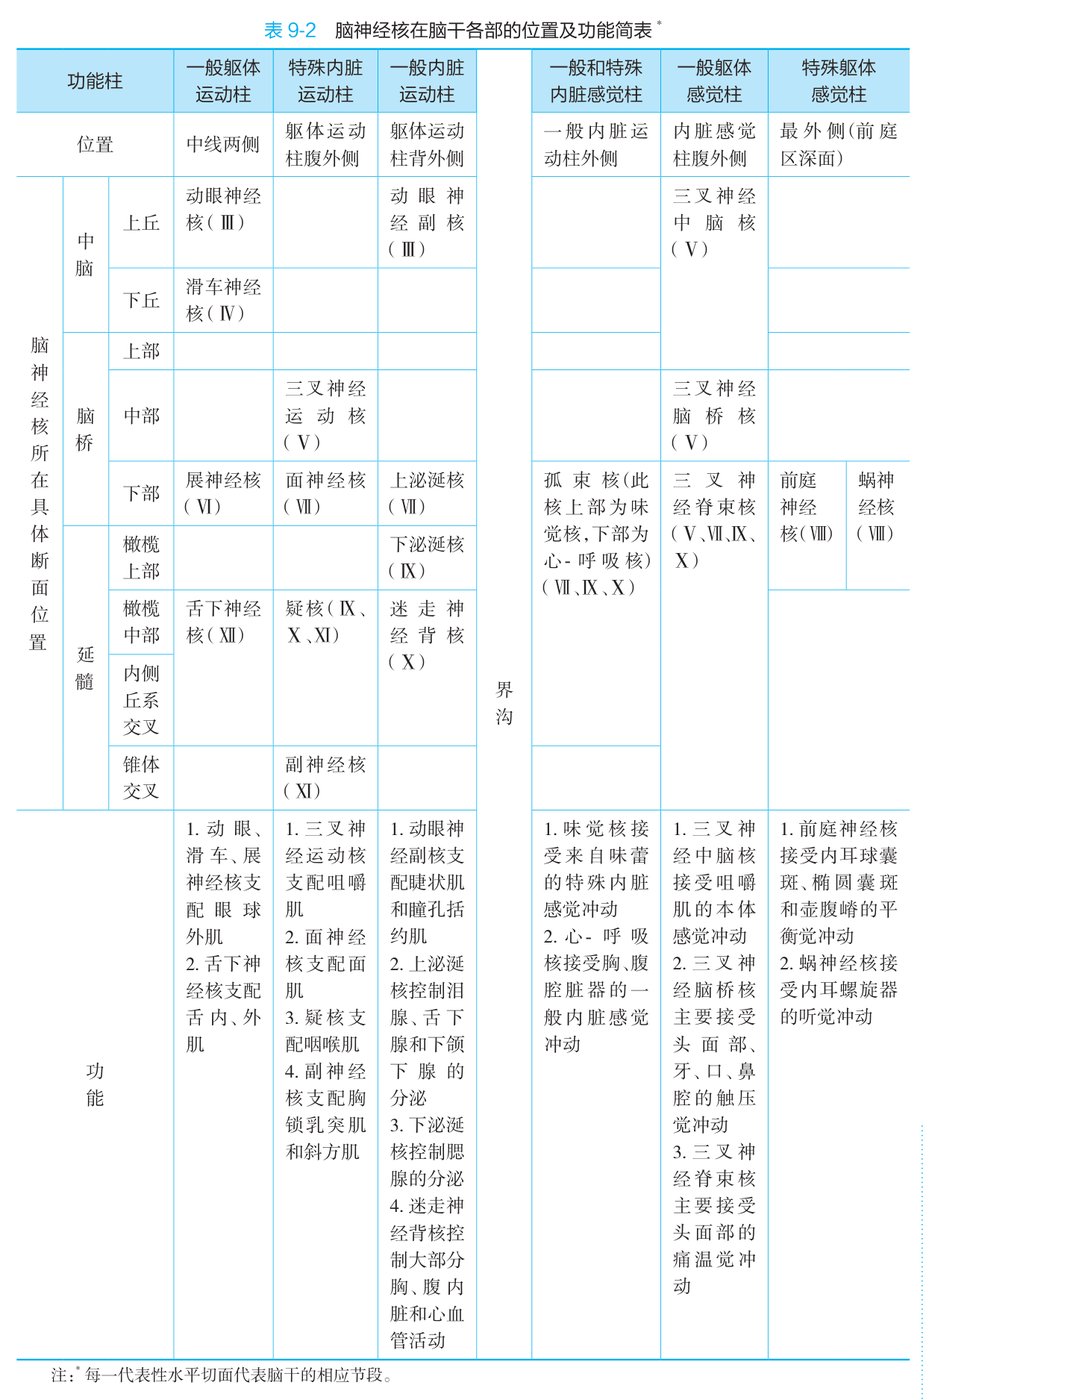 表 9-2 脑神经核在脑干各部的位置及功能简表*
功能柱
一般躯体
运动柱
特殊内脏
运动柱
一般内脏
运动柱
一般和特殊
内脏感觉柱
一般躯体
感觉柱
特殊躯体
感觉柱
位置
中线两侧
躯体运动
柱腹外侧
躯体运动
柱背外侧
界
沟
一般内脏运
动柱外侧
内脏感觉
柱腹外侧
最外侧(前庭
区深面)
脑
神
经
核
所
在
具
体
断
面
位
置
中
脑
上丘
动眼神经
核(Ⅲ)
动眼神
经副核
(Ⅲ)
三叉神经
中脑核
(Ⅴ)
下丘
滑车神经
核(Ⅳ)
脑
桥
上部
中部
三叉神经
运动核
(Ⅴ)
三叉神经
脑桥核
(Ⅴ)
下部
展神经核
(Ⅵ)
面神经核
(Ⅶ)
上泌涎核
(Ⅶ)
孤束核(此
核上部为味
觉核,下部为
心-呼吸核)
(Ⅶ、Ⅸ、Ⅹ)
三叉神
经脊束核
(Ⅴ、Ⅶ、Ⅸ、
Ⅹ)
前庭
神经
核(Ⅷ)
蜗神
经核
(Ⅷ)
延
髓
橄榄
上部
下泌涎核
(Ⅸ)
橄榄
中部
舌下神经
核(Ⅻ)
疑核(Ⅸ、
Ⅹ、Ⅺ)
迷走神
经背核
(Ⅹ)
内侧
丘系
交叉
锥体
交叉
副神经核
(Ⅺ)
功
能
1. 动眼、
滑车、展
神经核支
配眼球
外肌
2. 舌下神
经核支配
舌内、外
肌
1. 三叉神
经运动核
支配咀嚼
肌
2. 面神经
核支配面
肌
3. 疑核支
配咽喉肌
4. 副神经
核支配胸
锁乳突肌
和斜方肌
1. 动眼神
经副核支
配睫状肌
和瞳孔括
约肌
2. 上泌涎
核控制泪
腺、舌下
腺和下颌
下腺的
分泌
3. 下泌涎
核控制腮
腺的分泌
4. 迷走神
经背核控
制大部分
胸、腹内
脏和心血
管活动
1. 味觉核接
受来自味蕾
的特殊内脏
感觉冲动
2. 心-呼吸
核接受胸、腹
腔脏器的一
般内脏感觉
冲动
1. 三叉神
经中脑核
接受咀嚼
肌的本体
感觉冲动
2. 三叉神
经脑桥核
主要接受
头面部、
牙、口、鼻
腔的触压
觉冲动
3. 三叉神
经脊束核
主要接受
头面部的
痛温觉冲
动
1. 前庭神经核
接受内耳球囊
斑、椭圆囊斑
和壶腹嵴的平
衡觉冲动
2. 蜗神经核接
受内耳螺旋器
的听觉冲动
注:*每一代表性水平切面代表脑干的相应节段。